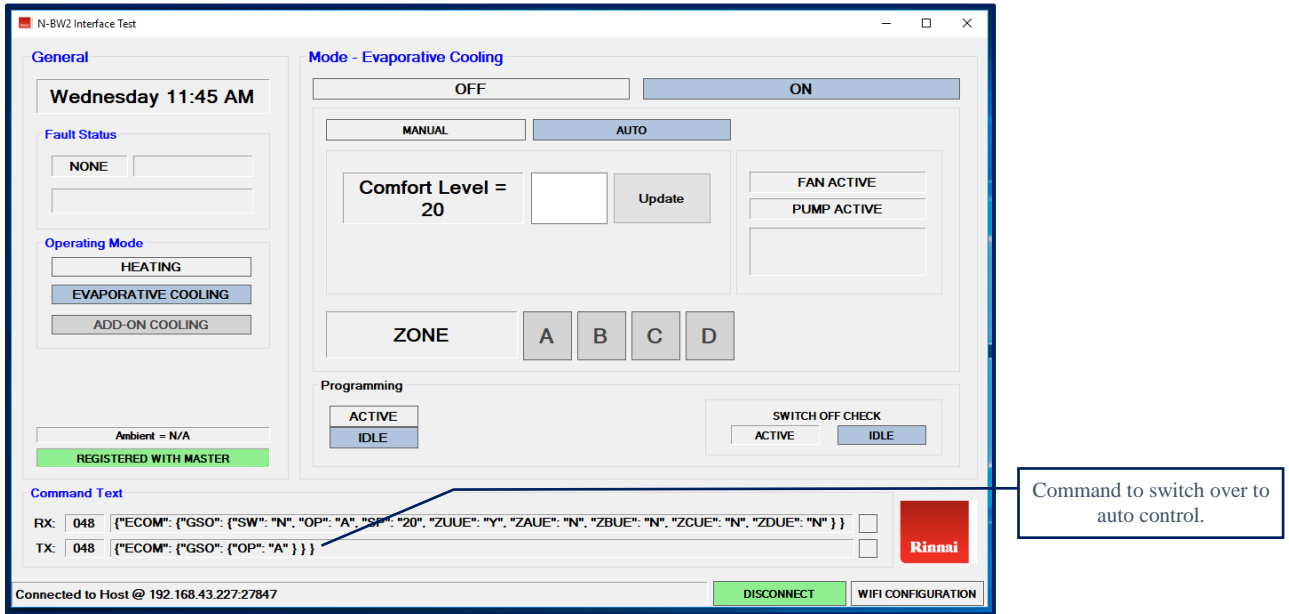 N-BW2 Interface Test
General
Wednesday 11:45 AM
Fault Status
NONE
Operating Mode
HEATING
EVAPORATIVE COOLING
ADD-ON COOLING
Ambient = N/A
REGISTERED WITH MASTER
Mode - Evaporative Cooling
OFF ON
MANUAL AUTO
Comfort Level =
20
Update
FAN ACTIVE
PUMP ACTIVE
ZONE A B C D
Programming
ACTIVE
IDLE
SWITCH OFF CHECK
ACTIVE IDLE
Command Text
RX: 048 {"ECOM": {"GSO": {"SW": "N", "OP": "A", "SP": "20", "ZUUE": "Y", "ZAUE": "N", "ZBUE": "N", "ZCUE": "N", "ZDUE": "N" } }
TX: 048 {"ECOM": {"GSO": {"OP": "A" } } }
Rinnai
Rinnai
Connected to Host @ 192.168.43.227:27847
DISCONNECT WIFI CONFIGURATION
Command to switch over to
auto control.